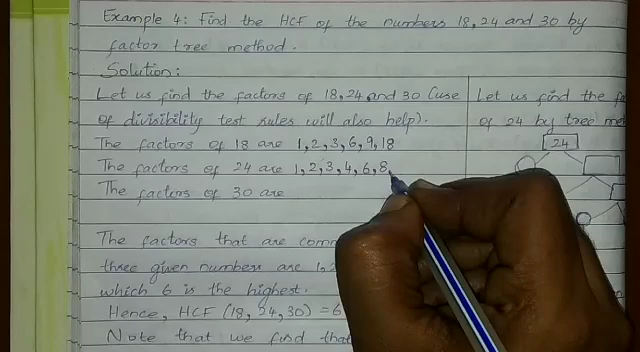 Example 4: Find the HCF of the numbers 18, 24 and 30 by
factor tree method.
Solution:
Let us find the factors of 18, 24 and 30 (use
of divisibility test rules will also help).
The factors of 18 are 1, 2, 3, 6, 9, 18
The factors of 24 are 1, 2, 3, 4, 6, 8,
The factors of 30 are
The factors that are
three given numbers are 1,
which 6 is the highest.
Hence, HCF (18, 24, 30) = 6
Note that we find that
Let us find the
of 24 by tree
24